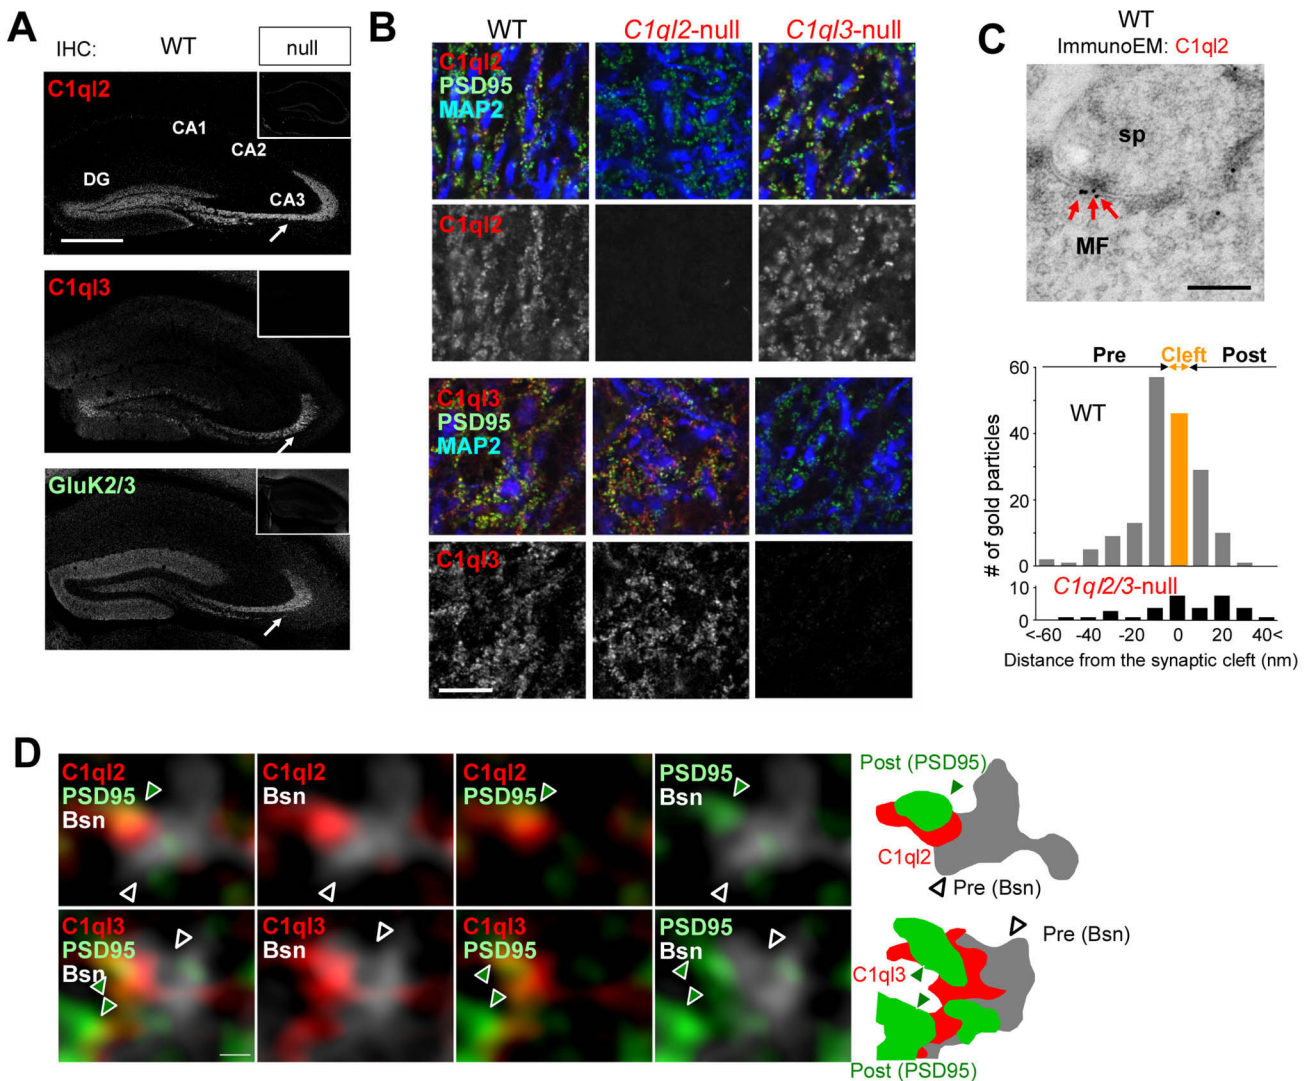 A
IHC:
WT
null
C1ql2
CA1
CA2
DG
CA3
C1ql3
GluK2/3
B
WT
C1ql2-null
C1ql3-null
C1ql2
PSD95
MAP2
C1ql2
C1ql3
PSD95
MAP2
C1ql3
C
WT
ImmunoEM: C1ql2
sp
MF
Pre
Cleft
Post
WT
60
40
20
0
# of gold particles
C1ql2/3-null
10
0
<-60
-40
-20
0
20
40<
Distance from the synaptic cleft (nm)
D
C1ql2
PSD95
Bsn
C1ql2
Bsn
C1ql2
PSD95
PSD95
Bsn
Post (PSD95)
C1ql2
Pre (Bsn)
C1ql3
PSD95
Bsn
C1ql3
Bsn
C1ql3
PSD95
PSD95
Bsn
Pre (Bsn)
C1ql3
Post (PSD95)